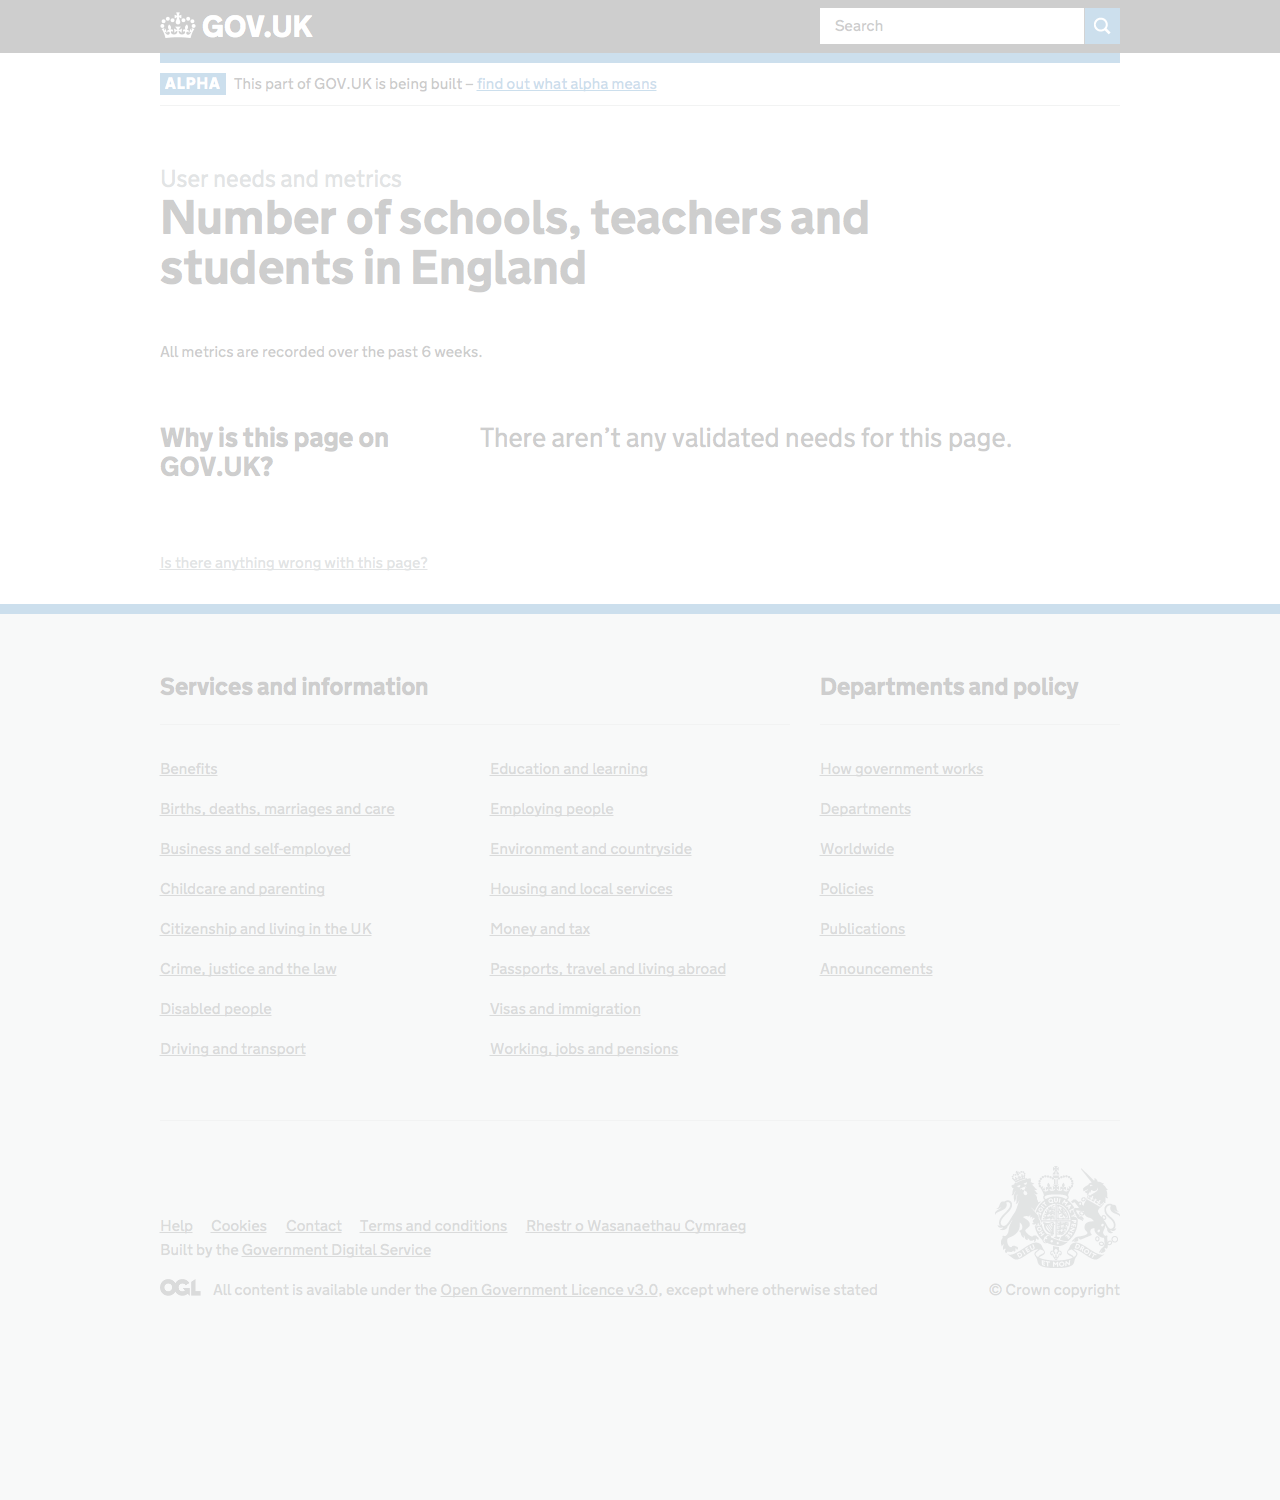 GOV.UK
Search
ALPHA This part of GOV.UK is being built – find out what alpha means
User needs and metrics
Number of schools, teachers and
students in England
All metrics are recorded over the past 6 weeks.
Why is this page on
GOV.UK?
There aren’t any validated needs for this page.
Is there anything wrong with this page?
Services and information
Benefits
Births, deaths, marriages and care
Business and self-employed
Childcare and parenting
Citizenship and living in the UK
Crime, justice and the law
Disabled people
Driving and transport
Education and learning
Employing people
Environment and countryside
Housing and local services
Money and tax
Passports, travel and living abroad
Visas and immigration
Working, jobs and pensions
Departments and policy
How government works
Departments
Worldwide
Policies
Publications
Announcements
Help Cookies Contact Terms and conditions Rhestr o Wasanaethau Cymraeg
Built by the Government Digital Service
OGL All content is available under the Open Government Licence v3.0, except where otherwise stated
© Crown copyright